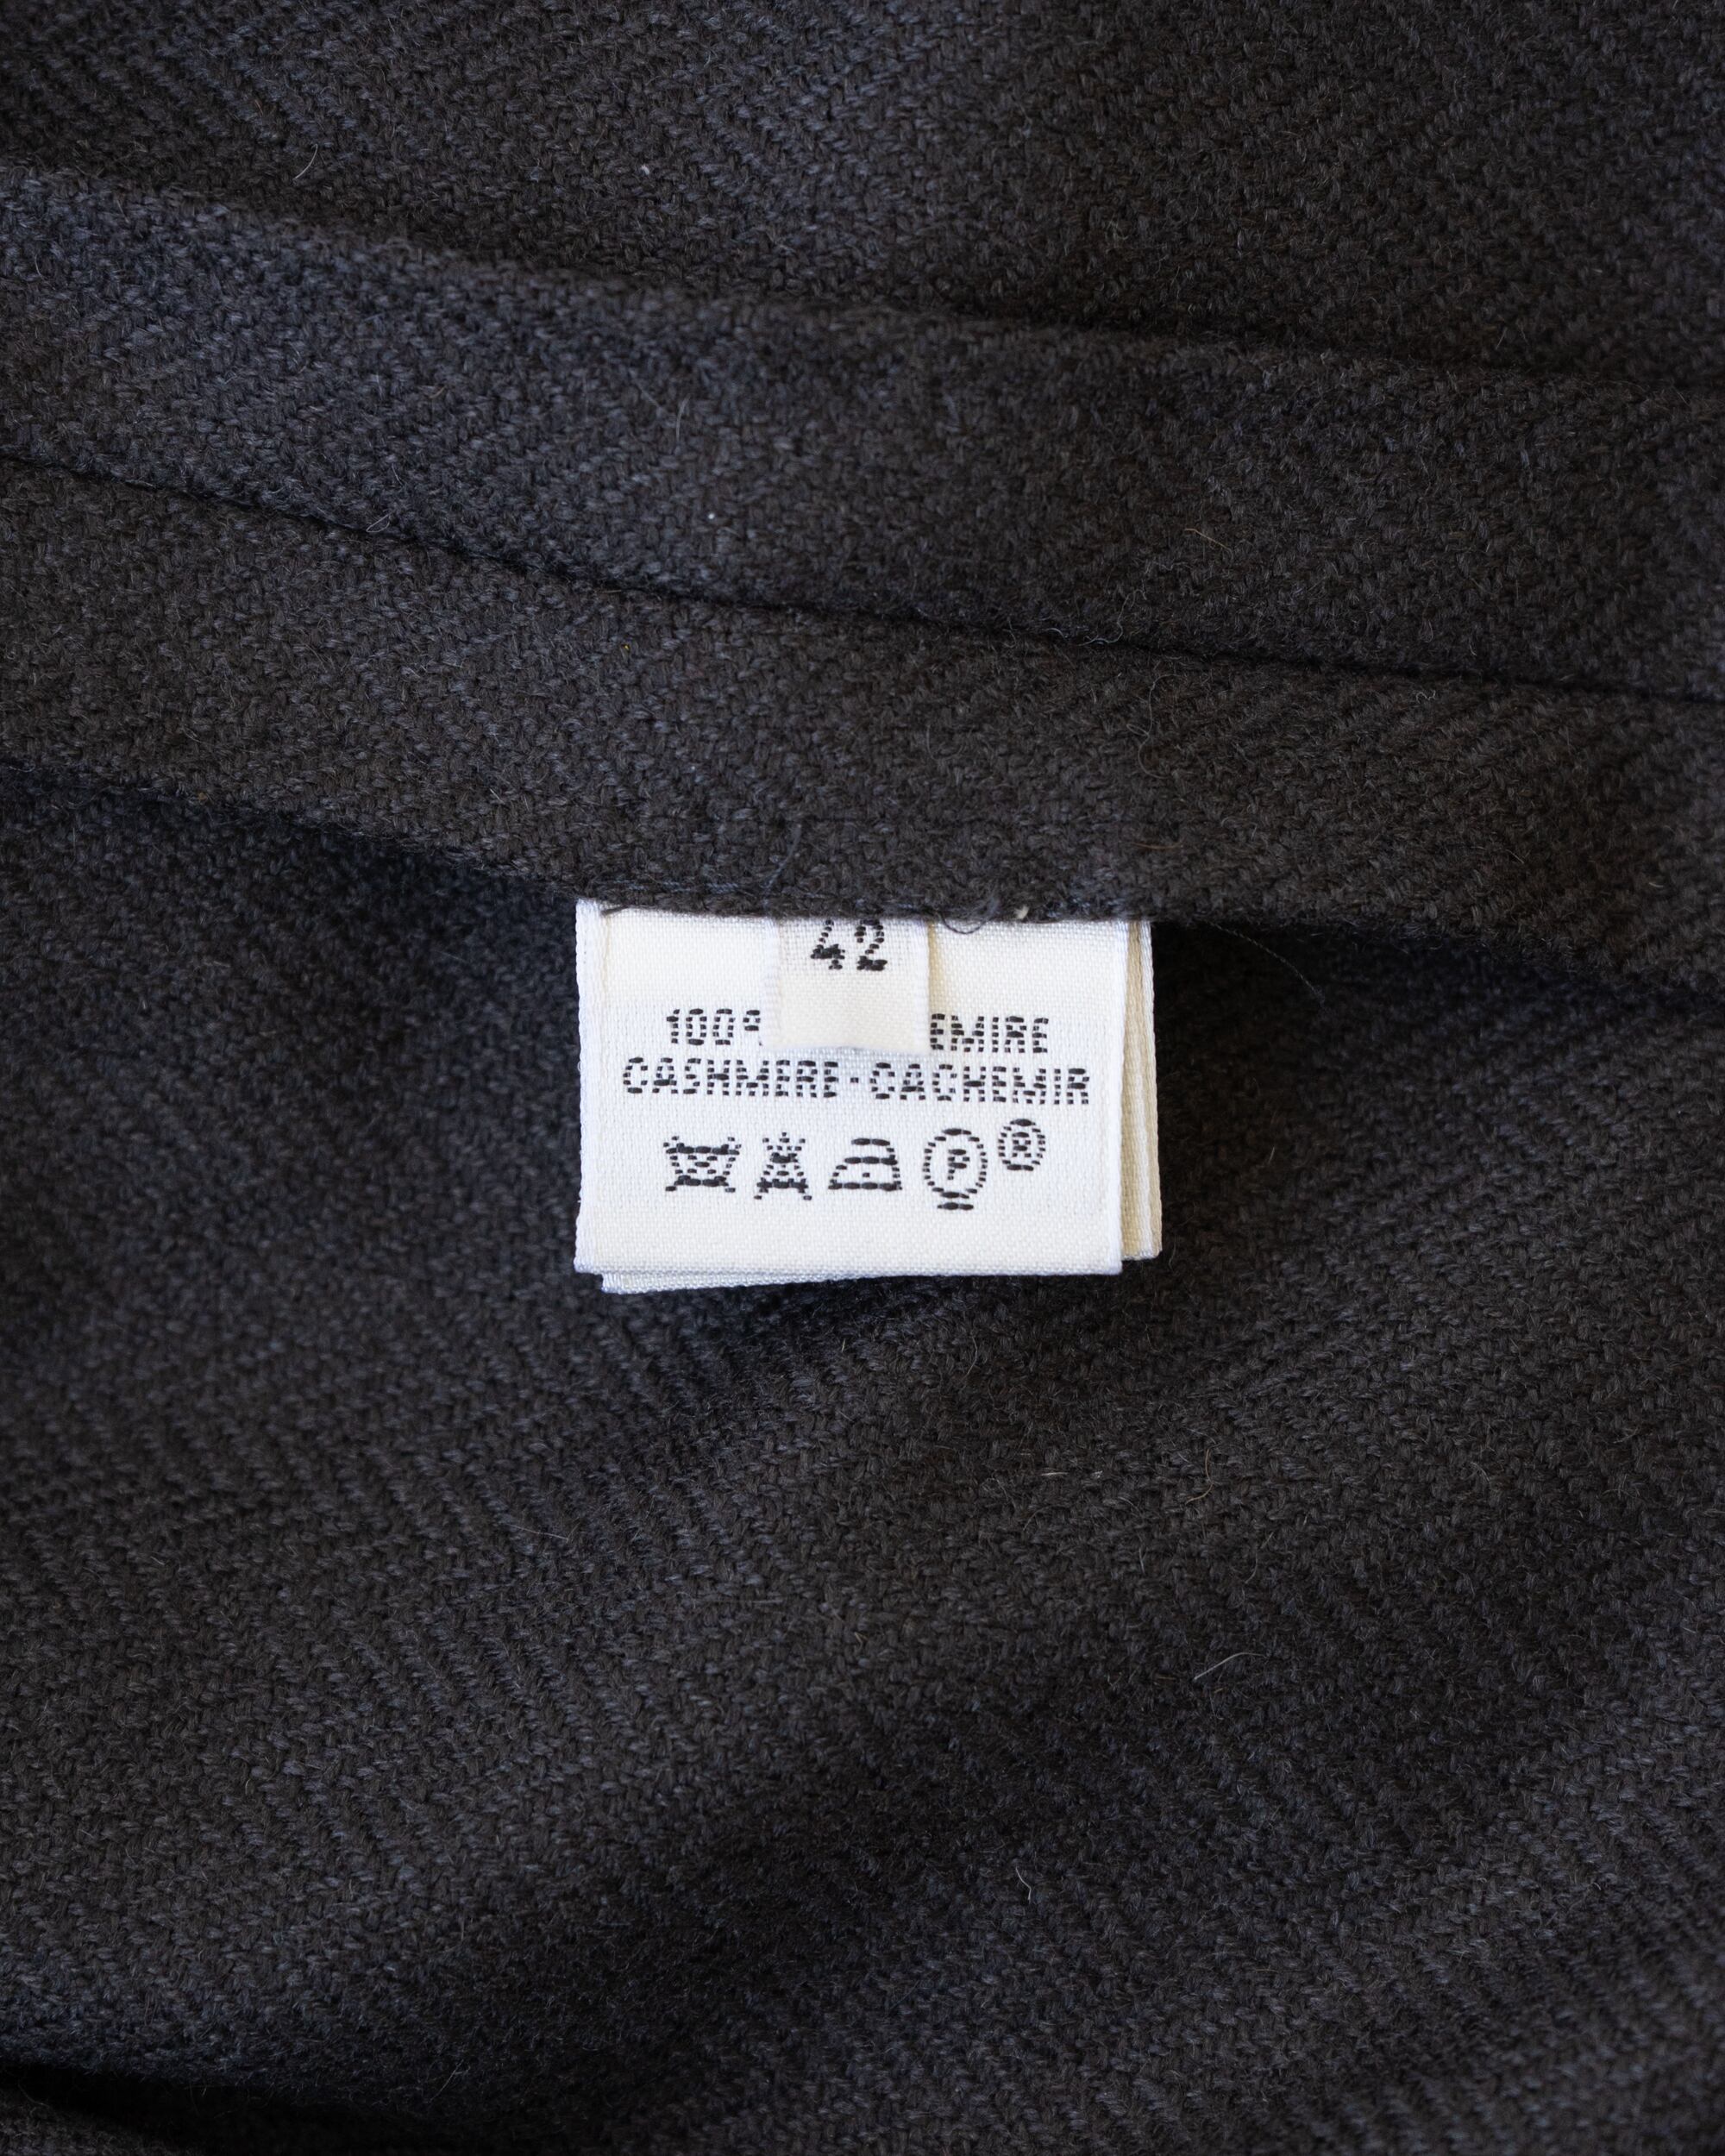 42
100% EMIRE
CASHMERE·CACHEMIR
P ®